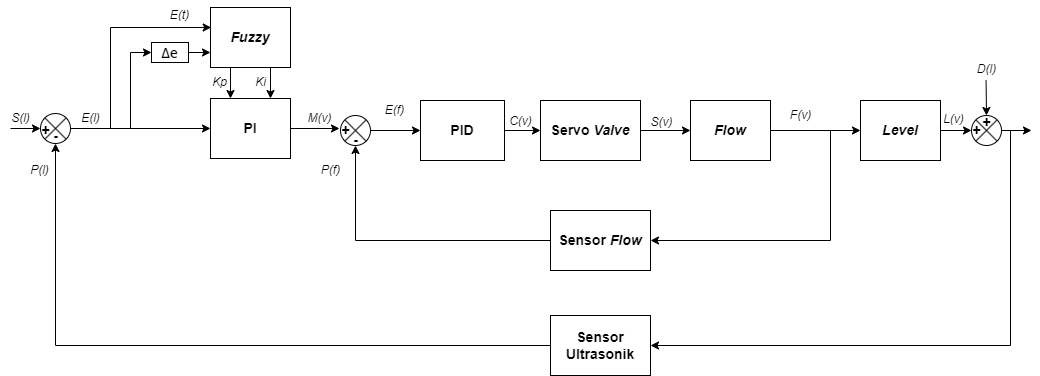 E(t)
Fuzzy
Δe
Kp
Ki
D(l)
S(l)
E(l)
PI
M(v)
E(f)
PID
C(v)
Servo Valve
S(v)
Flow
F(v)
Level
L(v)
+
-
+
-
+
+
P(l)
P(f)
Sensor Flow
Sensor
Ultrasonik